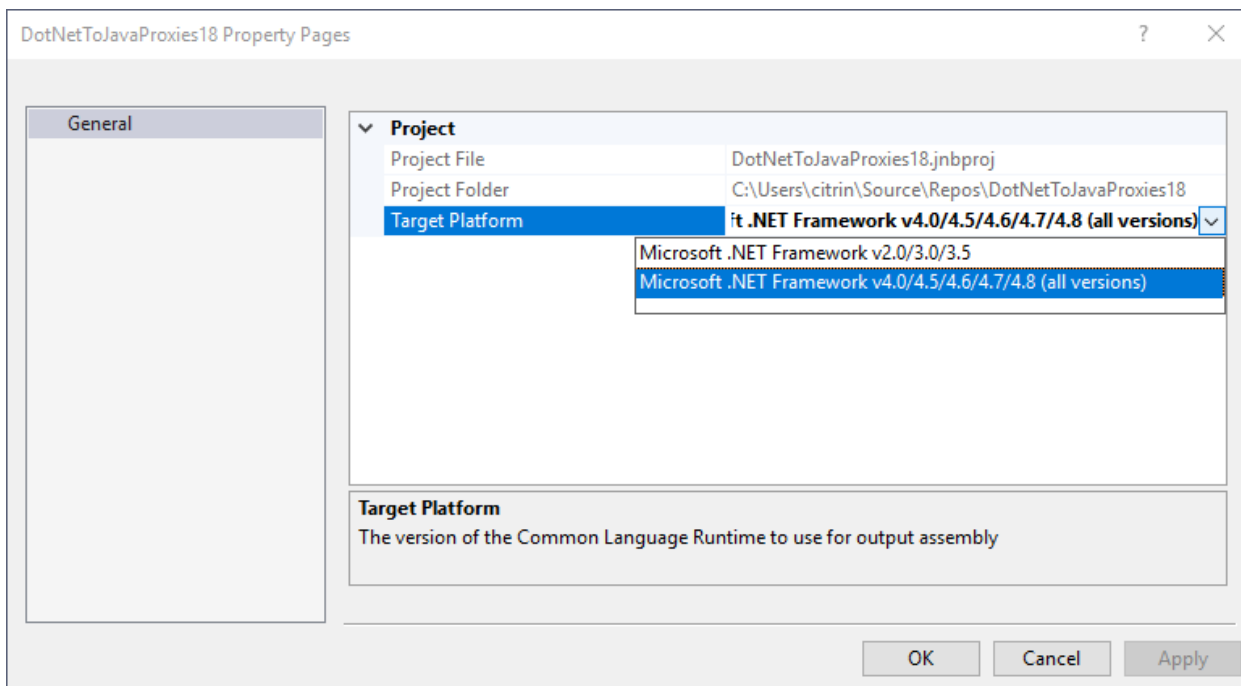 DotNetToJavaProxies18 Property Pages
General
Project
Project File DotNetToJavaProxies18.jnbproj
Project Folder C:\Users\citrin\Source\Repos\DotNetToJavaProxies18
Target Platform t .NET Framework v4.0/4.5/4.6/4.7/4.8 (all versions)
Microsoft .NET Framework v2.0/3.0/3.5
Microsoft .NET Framework v4.0/4.5/4.6/4.7/4.8 (all versions)
Target Platform
The version of the Common Language Runtime to use for output assembly
OK Cancel Apply